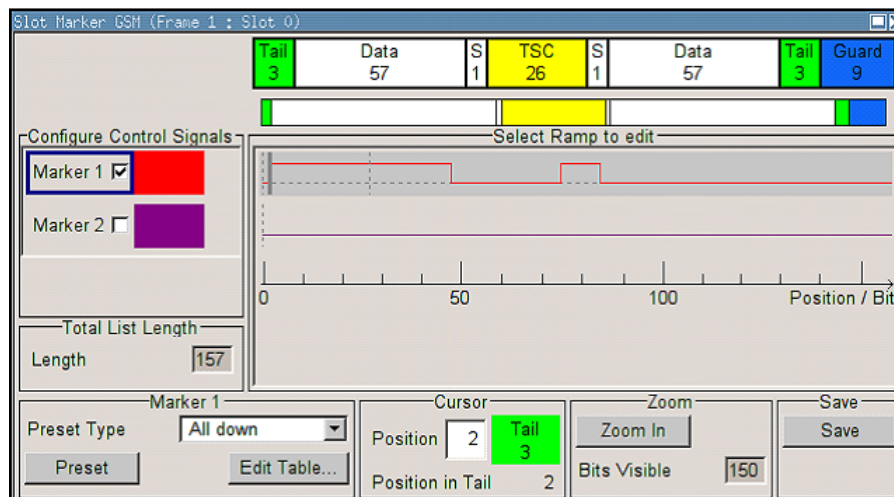 Slot Marker GSM (Frame 1 : Slot 0)
Tail Data S TSC S Data Tail Guard
3 57 1 26 1 57 3 9
Configure Control Signals
Select Ramp to edit
Marker 1
Marker 2
0 50 100 Position / Bit
Total List Length
Length 157
Marker 1
Preset Type All down
Preset Edit Table...
Cursor
Position 2 Tail 3
Position in Tail 2
Zoom
Zoom In
Bits Visible 150
Save
Save